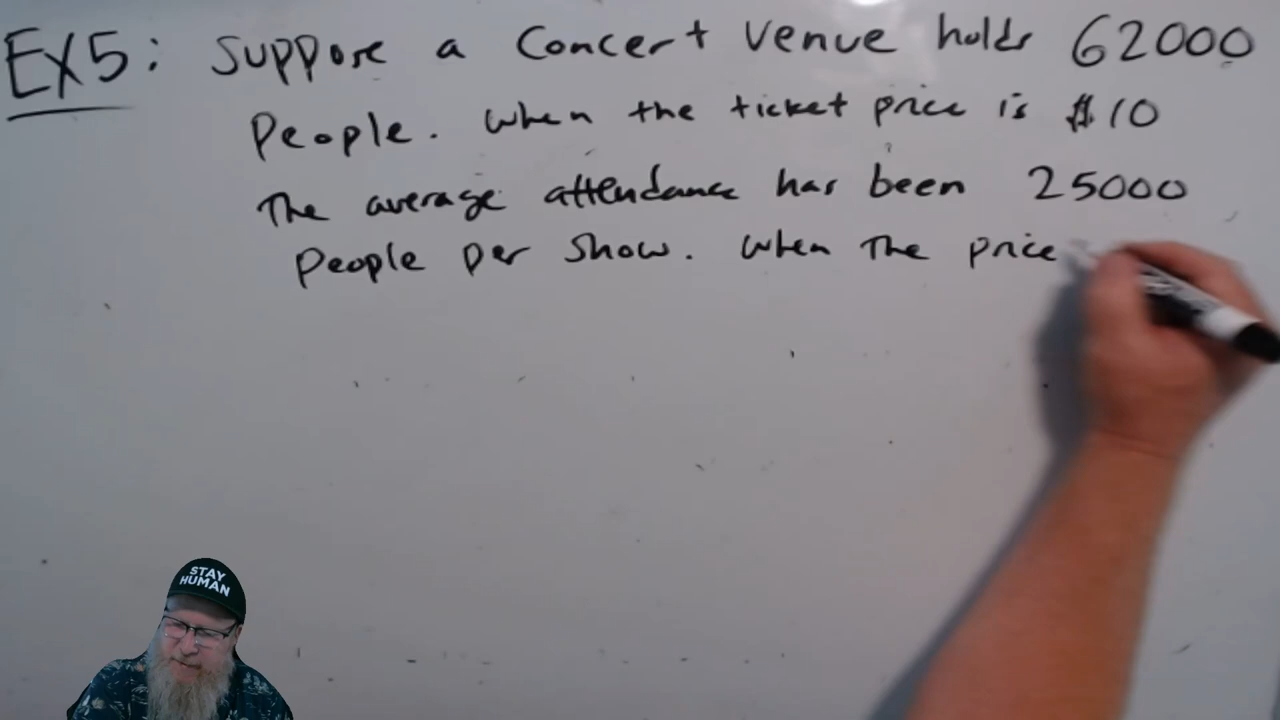 EX5: Suppose a Concert Venue holds 62000
People. When the ticket price is $10
The average attendance has been 25000
People per show. When The price
STAY
HUMAN